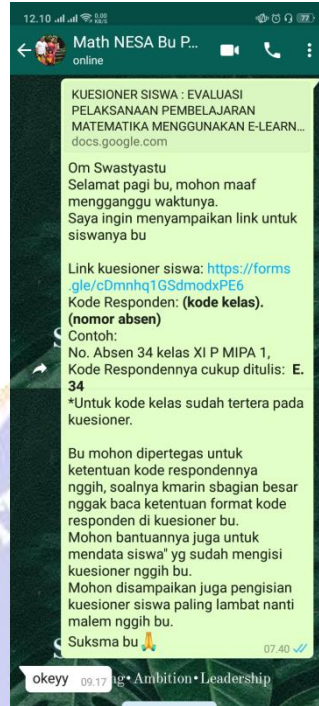 12.10
0,00
KB/S
77
Math NESA Bu P...
online
KUESIONER SISWA : EVALUASI
PELAKSANAAN PEMBELAJARAN
MATEMATIKA MENGGUNAKAN E-LEARN...
docs.google.com
Om Swastyastu
Selamat pagi bu, mohon maaf
mengganggu waktunya.
Saya ingin menyampaikan link untuk
siswanya bu
Link kuesioner siswa: https://forms
.gle/cDmnhq1GSdmodxPE6
Kode Responden: (kode kelas).
(nomor absen)
Contoh:
No. Absen 34 kelas XI P MIPA 1,
Kode Respondennya cukup ditulis: E.
34
*Untuk kode kelas sudah tertera pada
kuesioner.
Bu mohon dipertegas untuk
ketentuan kode respondennya
nggih, soalnya kmarin sbagian besar
nggak baca ketentuan format kode
responden di kuesioner bu.
Mohon bantuannya juga untuk
mendata siswa" yg sudah mengisi
kuesioner nggih bu.
Mohon disampaikan juga pengisian
kuesioner siswa paling lambat nanti
malem nggih bu.
Suksma bu🙏
07.40
okeyy 09.17
•Ambition•Leadership